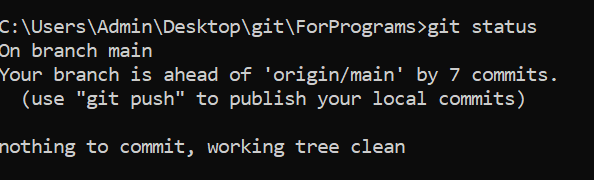 C:\Users\Admin\Desktop\git\ForPrograms>git status
On branch main
Your branch is ahead of 'origin/main' by 7 commits.
  (use "git push" to publish your local commits)

nothing to commit, working tree clean